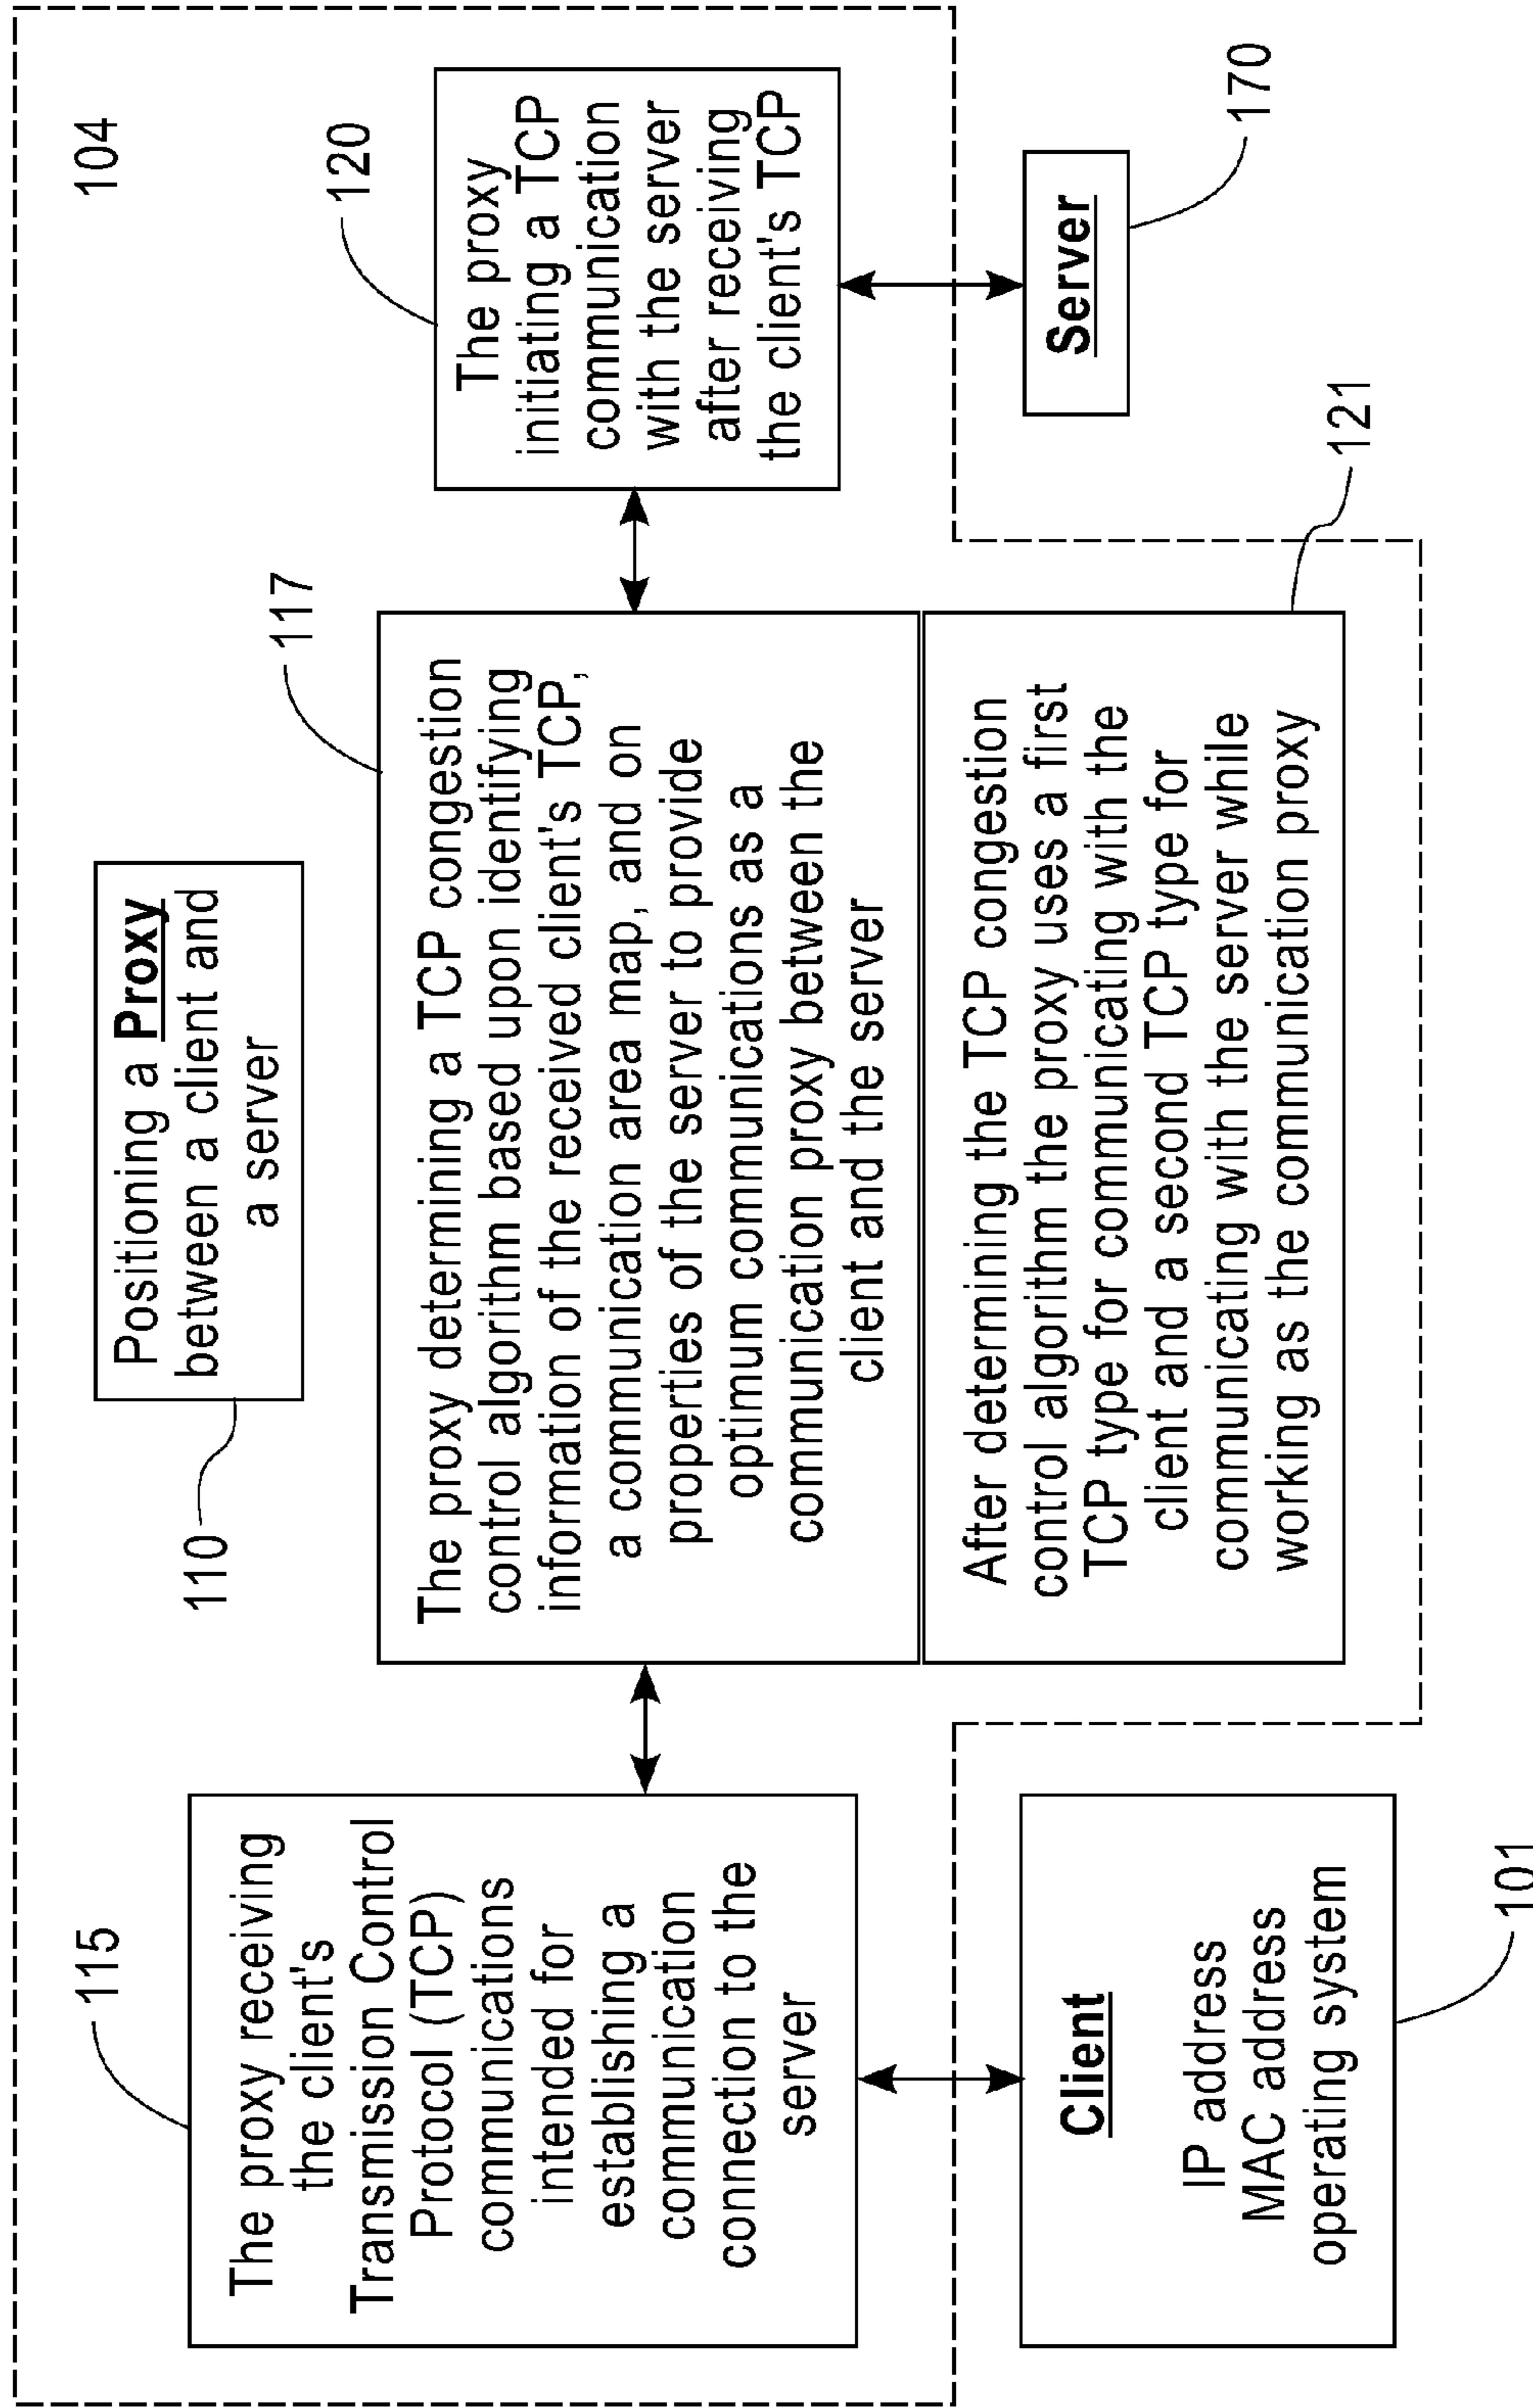 104
110
Positioning a Proxy
between a client and
a server
115
The proxy receiving
the client's
Transmission Control
Protocol (TCP)
communications
intended for
establishing a
communication
connection to the
server
117
The proxy determining a TCP congestion
control algorithm based upon identifying
information of the received client's TCP,
a communication area map, and on
properties of the server to provide
optimum communications as a
communication proxy between the
client and the server
120
The proxy
initiating a TCP
communication
with the server
after receiving
the client's TCP
After determining the TCP congestion
control algorithm the proxy uses a first
TCP type for communicating with the
client and a second TCP type for
communicating with the server while
working as the communication proxy
121
Client
IP address
MAC address
operating system
101
Server
170